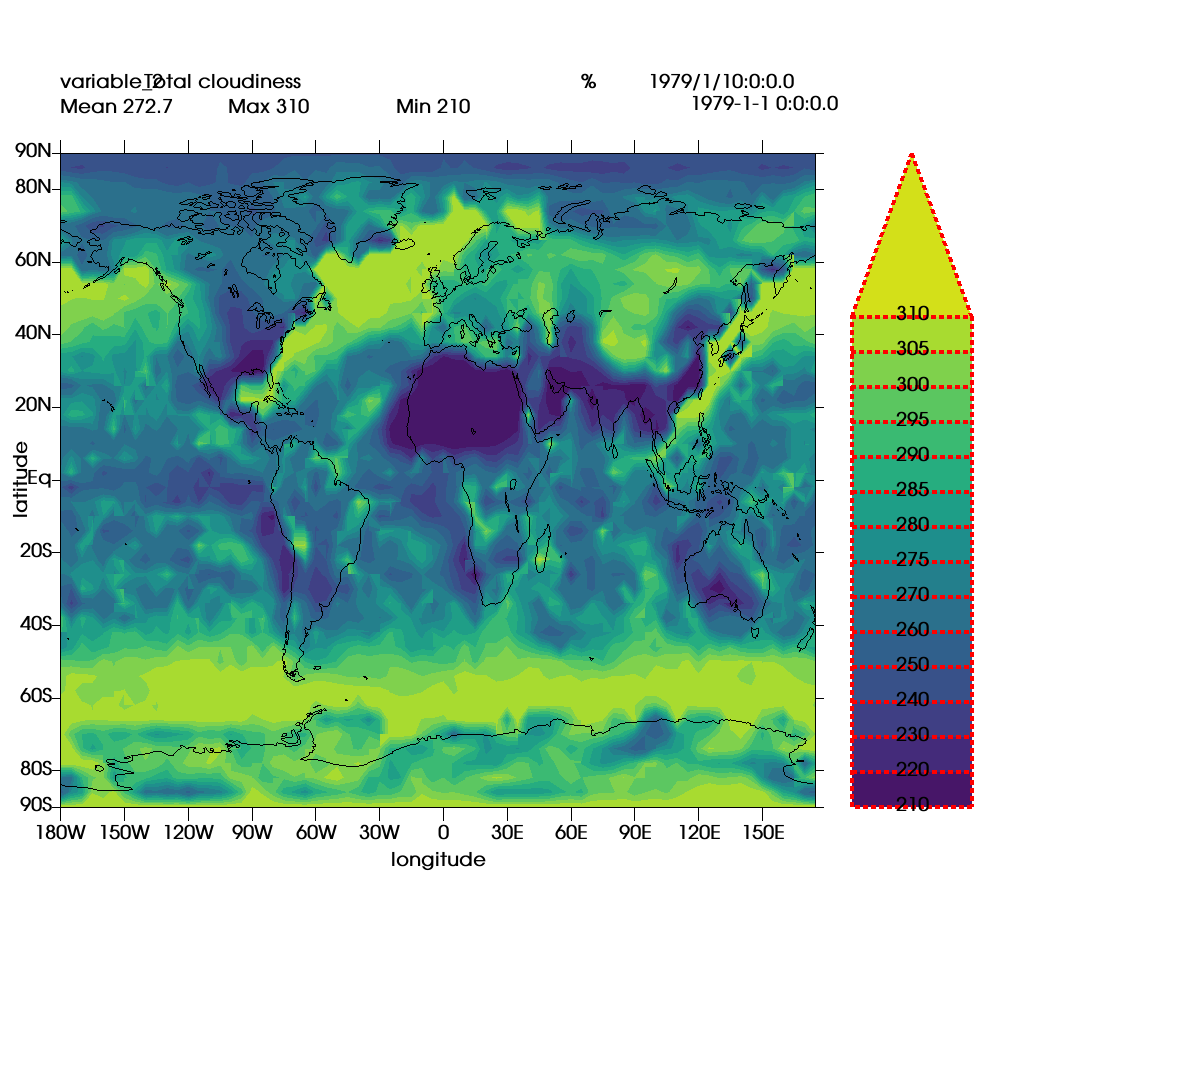 variable_2 Total cloudiness % 1979/1/10:0:0.0
Mean 272.7 Max 310 Min 210 1979-1-1 0:0:0.0
90N
80N
60N
40N
20N
Eq
20S
40S
60S
80S
90S
latitude
180W 150W 120W 90W 60W 30W 0 30E 60E 90E 120E 150E
longitude
310
305
300
295
290
285
280
275
270
260
250
240
230
220
210